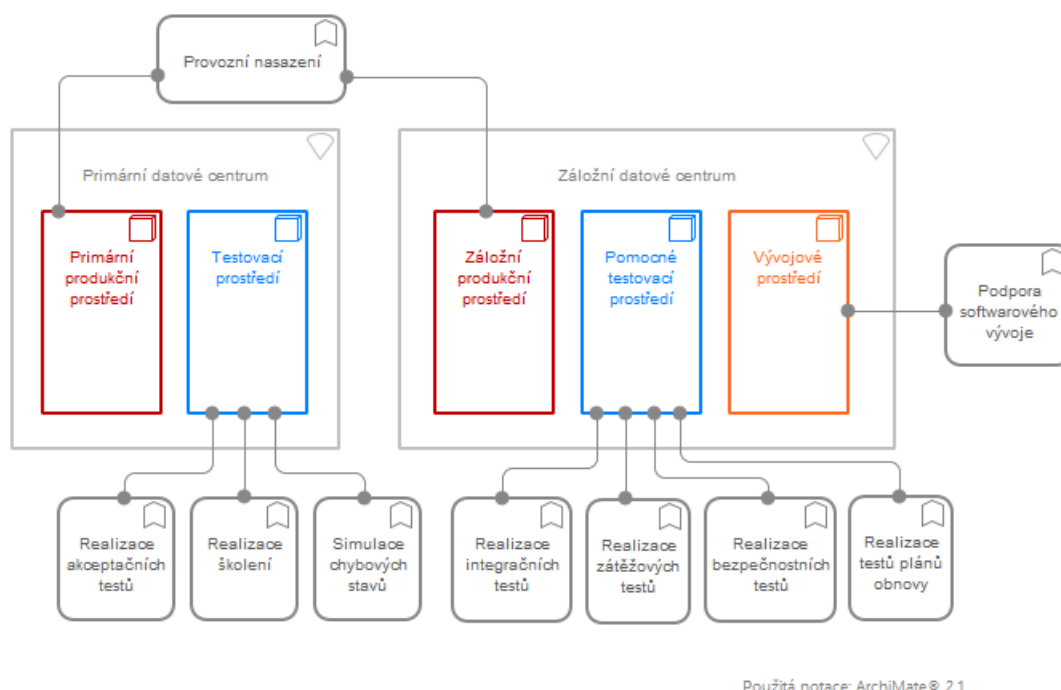 Provozní nasazení
Primární datové centrum
Záložní datové centrum
Primární
produkční
prostředí
Testovací
prostředí
Záložní
produkční
prostředí
Pomocné
testovací
prostředí
Vývojové
prostředí
Podpora
softwarového
vývoje
Realizace
akceptačních
testů
Realizace
školení
Simulace
chybových
stavů
Realizace
integračních
testů
Realizace
zátěžových
testů
Realizace
bezpečnostních
testů
Realizace
testů plánů
obnovy
Použitá notace: ArchiMate® 2.1